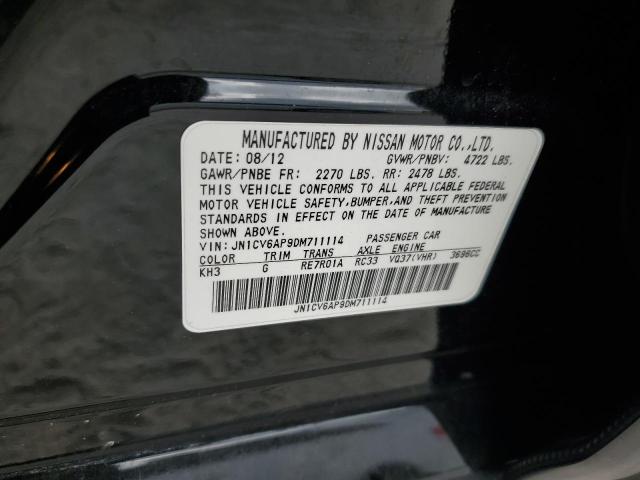 MANUFACTURED BY NISSAN MOTOR CO.,LTD.
DATE: 08/12 GVWR/PNBV: 4722 LBS.
GAWR/PNBE FR: 2270 LBS. RR: 2478 LBS.
THIS VEHICLE CONFORMS TO ALL APPLICABLE FEDERAL
MOTOR VEHICLE SAFETY,BUMPER,AND THEFT PREVENTION
STANDARDS IN EFFECT ON THE DATE OF MANUFACTURE
SHOWN ABOVE.
VIN: JN1CV6AP9DM711114 PASSENGER CAR
COLOR TRIM TRANS AXLE ENGINE
KH3 G RE7R01A RC33 VQ37(VHR) 3696CC
JN1CV6AP9DM711114